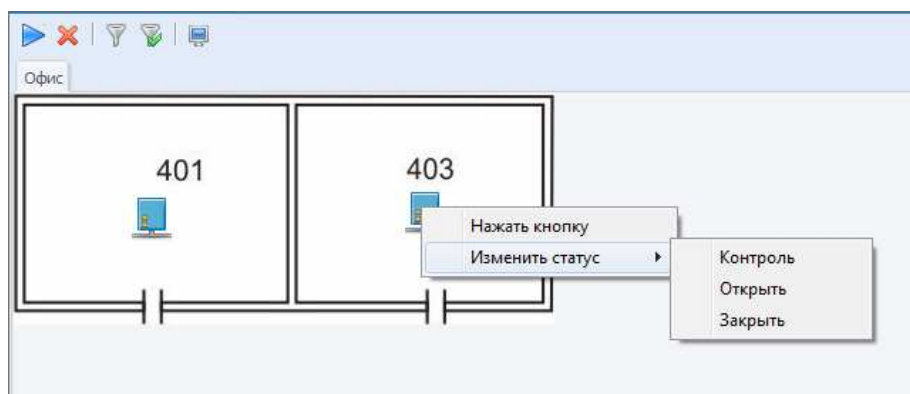 Офис
401
403
Нажать кнопку
Изменить статус
Контроль
Открыть
Закрыть